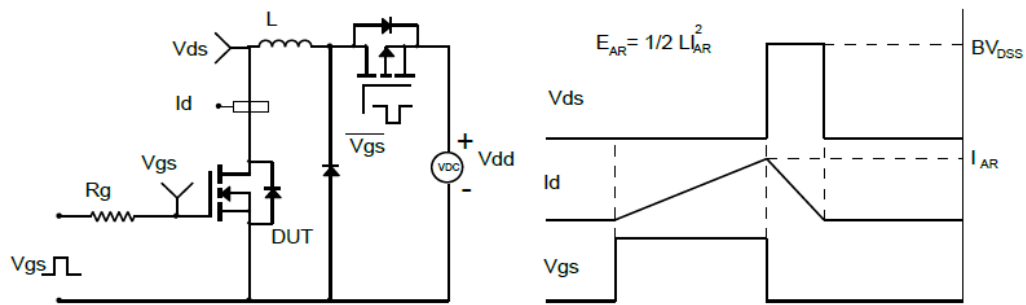 L
Vds
Id
Vgs
Rg
DUT
Vgs
Vgs
+
VDC
Vdd
-
E_AR = 1/2 LI²_AR
Vds
BV_DSS
Id
I_AR
Vgs